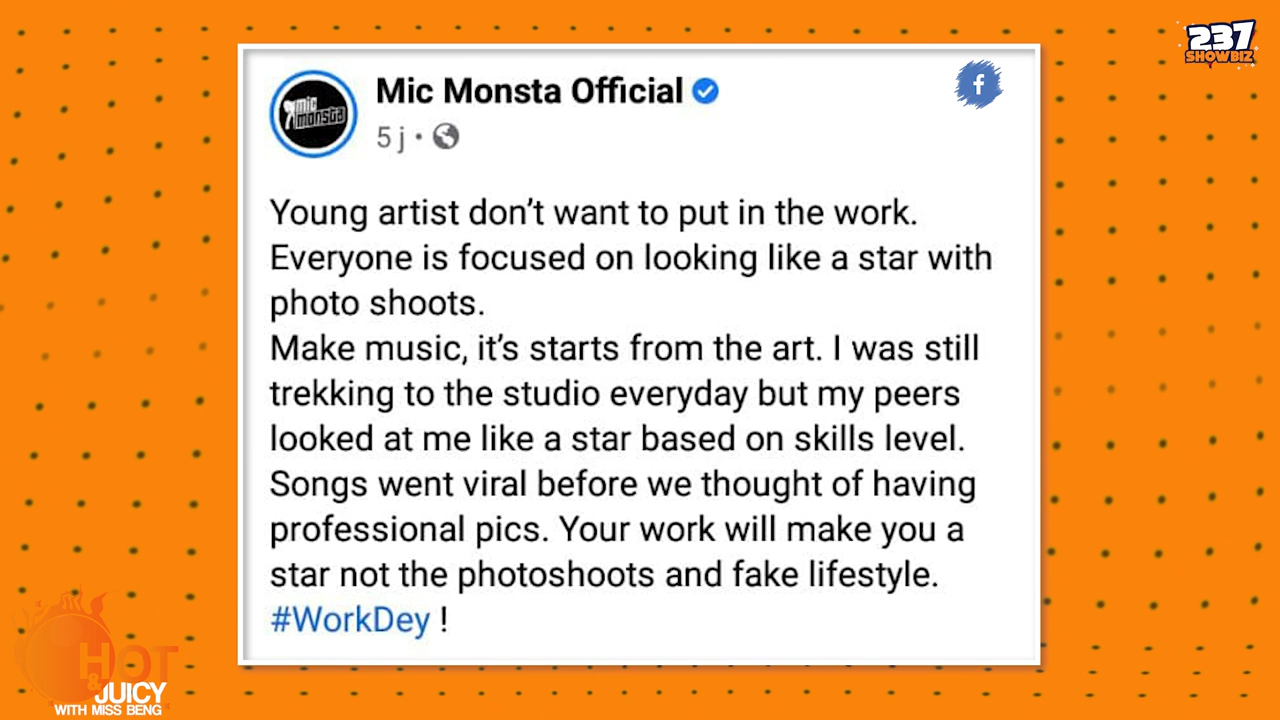 237
SHOWBIZ
Mic Monsta Official
mic
monsta
f
5 j •
Young artist don't want to put in the work.
Everyone is focused on looking like a star with
photo shoots.
Make music, it's starts from the art. I was still
trekking to the studio everyday but my peers
looked at me like a star based on skills level.
Songs went viral before we thought of having
professional pics. Your work will make you a
star not the photoshoots and fake lifestyle.
#WorkDey !
HOT
& JUICY
WITH MISS BENG